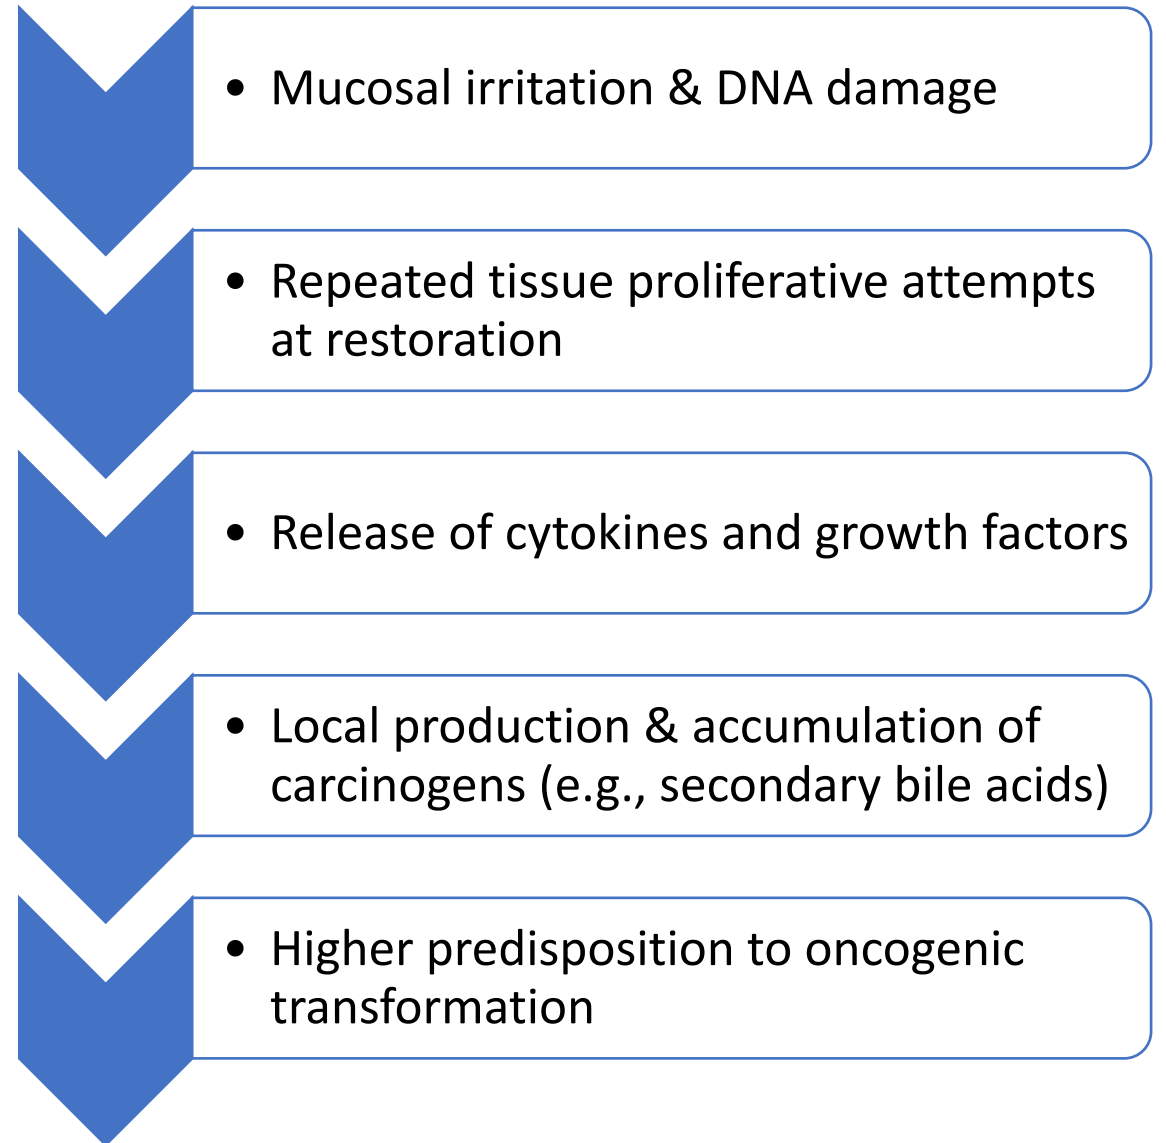 • Mucosal irritation & DNA damage
• Repeated tissue proliferative attempts
at restoration
• Release of cytokines and growth factors
• Local production & accumulation of
carcinogens (e.g., secondary bile acids)
• Higher predisposition to oncogenic
transformation